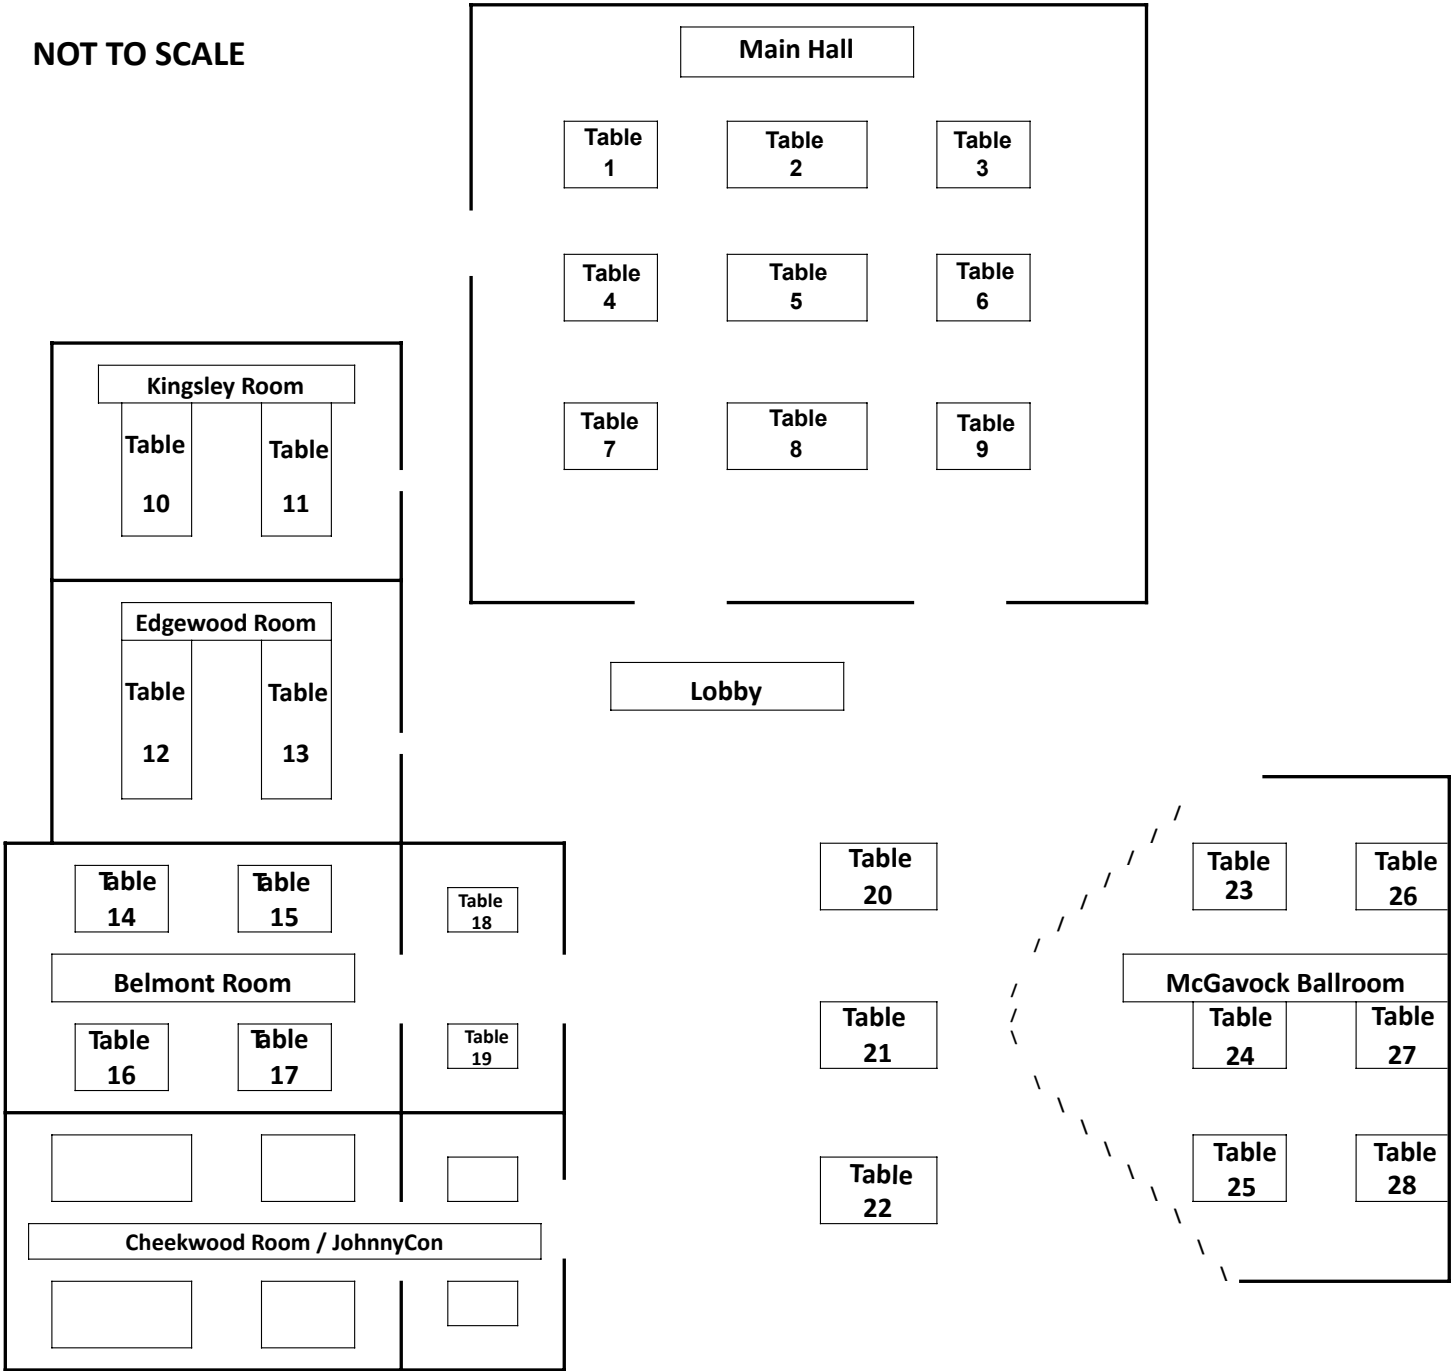 NOT TO SCALE
Main Hall
Table
1
Table
2
Table
3
Table
4
Table
5
Table
6
Table
7
Table
8
Table
9
Kingsley Room
Table
10
Table
11
Edgewood Room
Table
12
Table
13
Lobby
Table
14
Table
15
Belmont Room
Table
16
Table
17
Table
18
Table
19
Cheekwood Room / JohnnyCon
Table
20
Table
21
Table
22
Table
23
Table
26
McGavock Ballroom
Table
24
Table
27
Table
25
Table
28